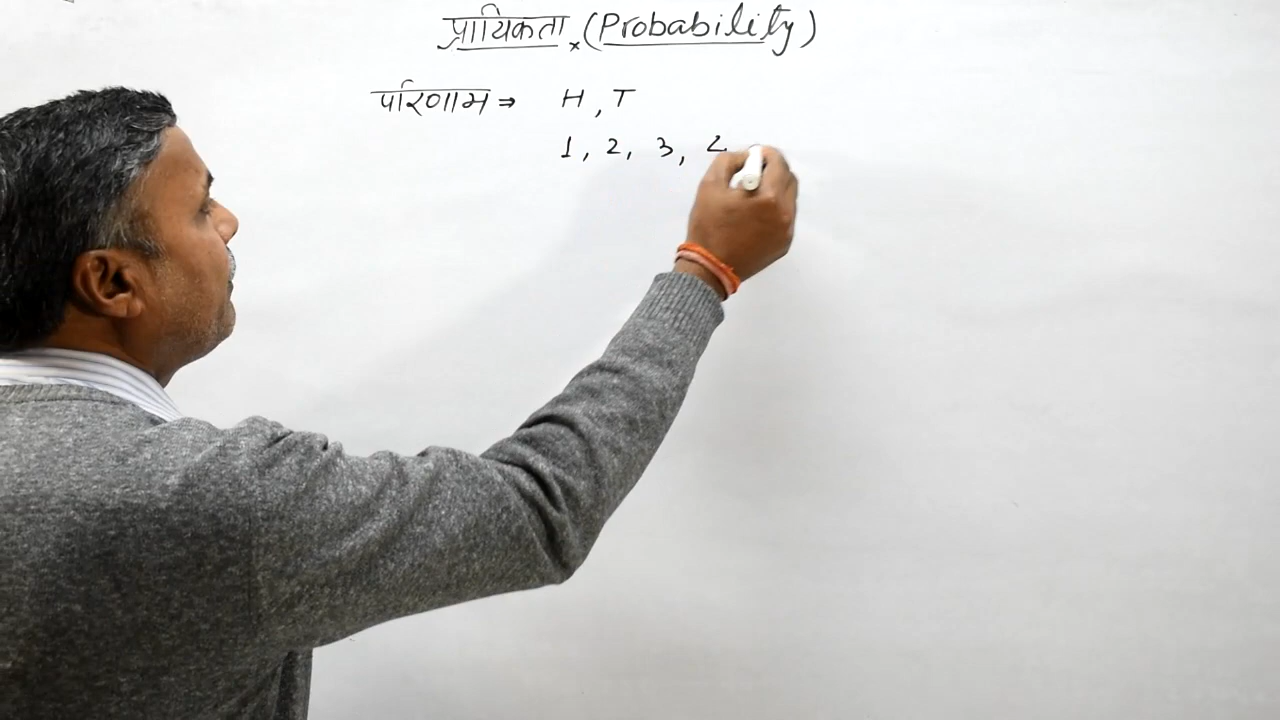 प्रायिकता (Probability)
परिणाम ⇒ H, T
1, 2, 3,